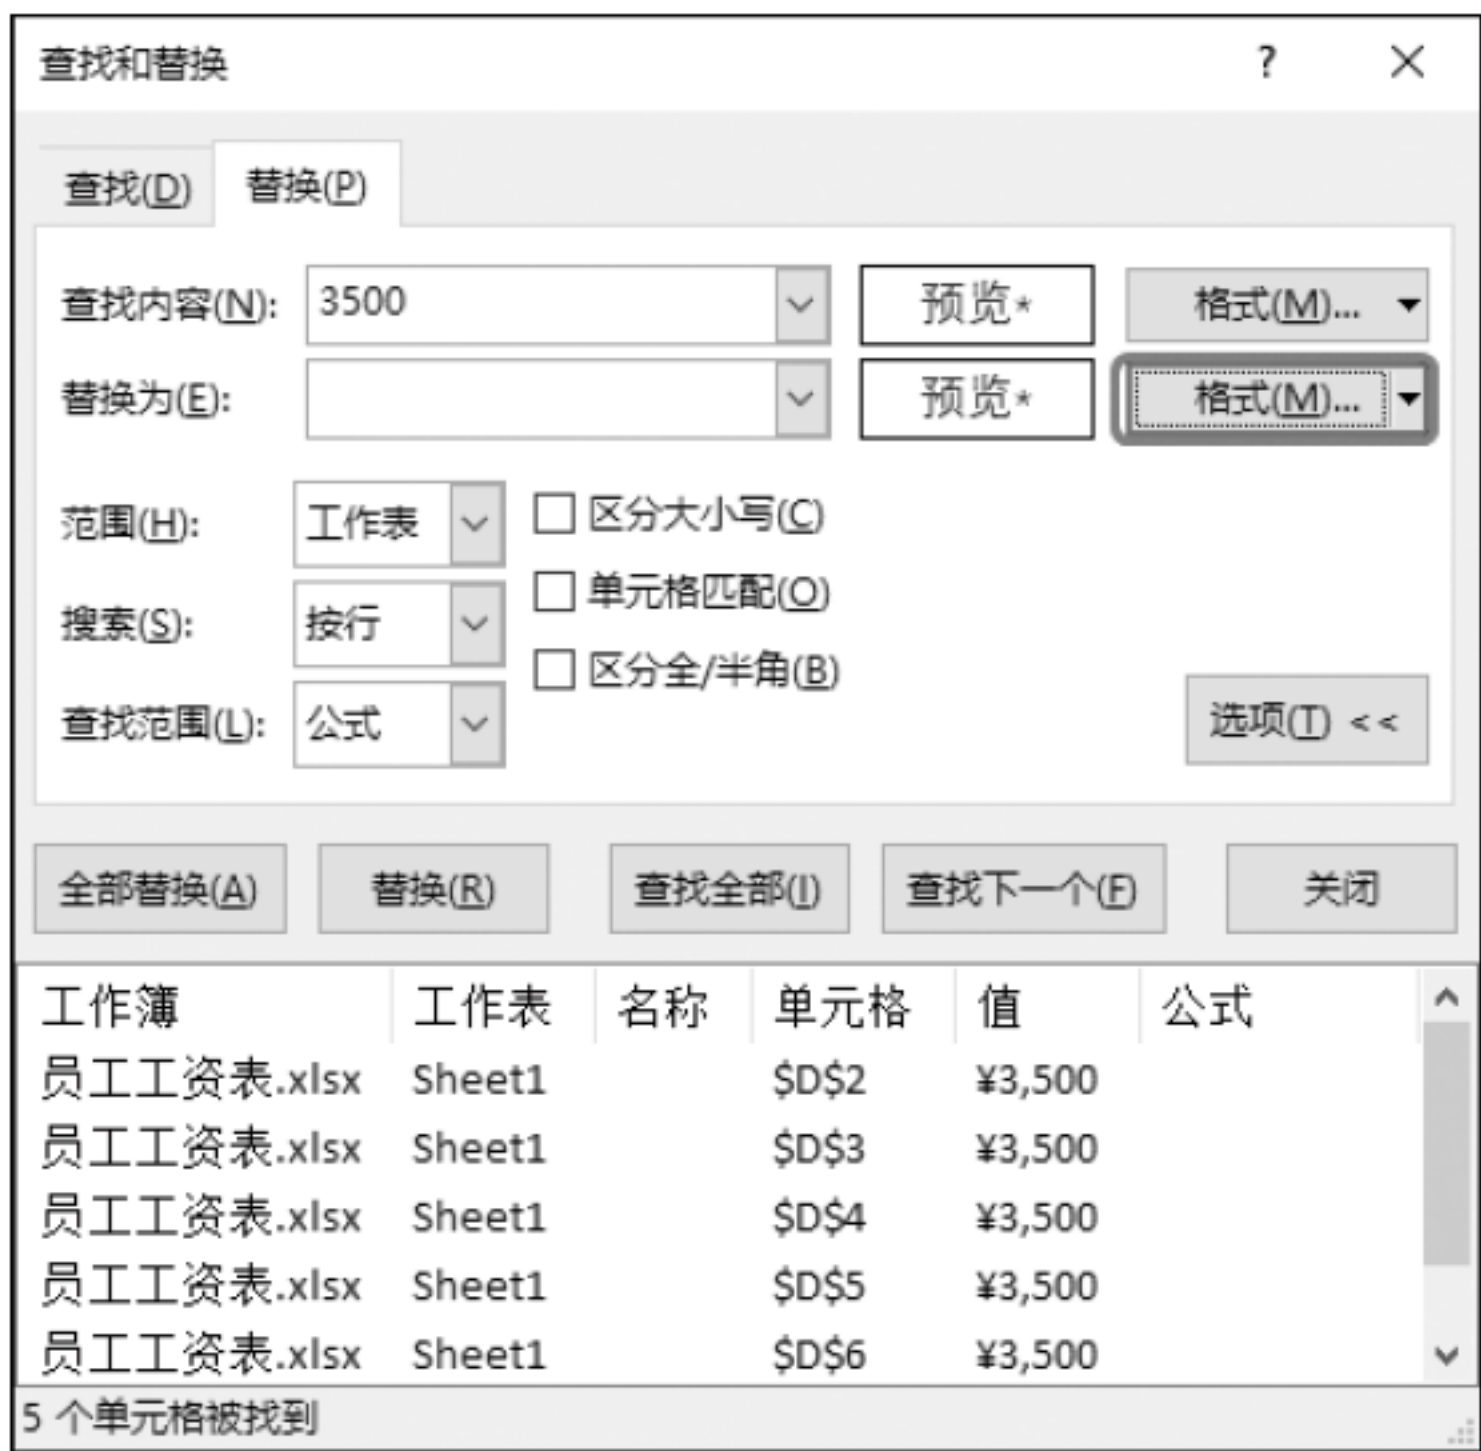 查找和替换 ?
查找(D) 替换(P)
查找内容(N): 3500 预览* 格式(M)...
替换为(E): 预览* 格式(M)...
范围(H): 工作表 区分大小写(C)
单元格匹配(O)
搜索(S): 按行
区分全/半角(B)
查找范围(L): 公式 选项(T) <<
全部替换(A) 替换(R) 查找全部(I) 查找下一个(F) 关闭
工作簿 工作表 名称 单元格 值 公式
员工工资表.xlsx Sheet1 $D$2 ¥3,500
员工工资表.xlsx Sheet1 $D$3 ¥3,500
员工工资表.xlsx Sheet1 $D$4 ¥3,500
员工工资表.xlsx Sheet1 $D$5 ¥3,500
员工工资表.xlsx Sheet1 $D$6 ¥3,500
5 个单元格被找到